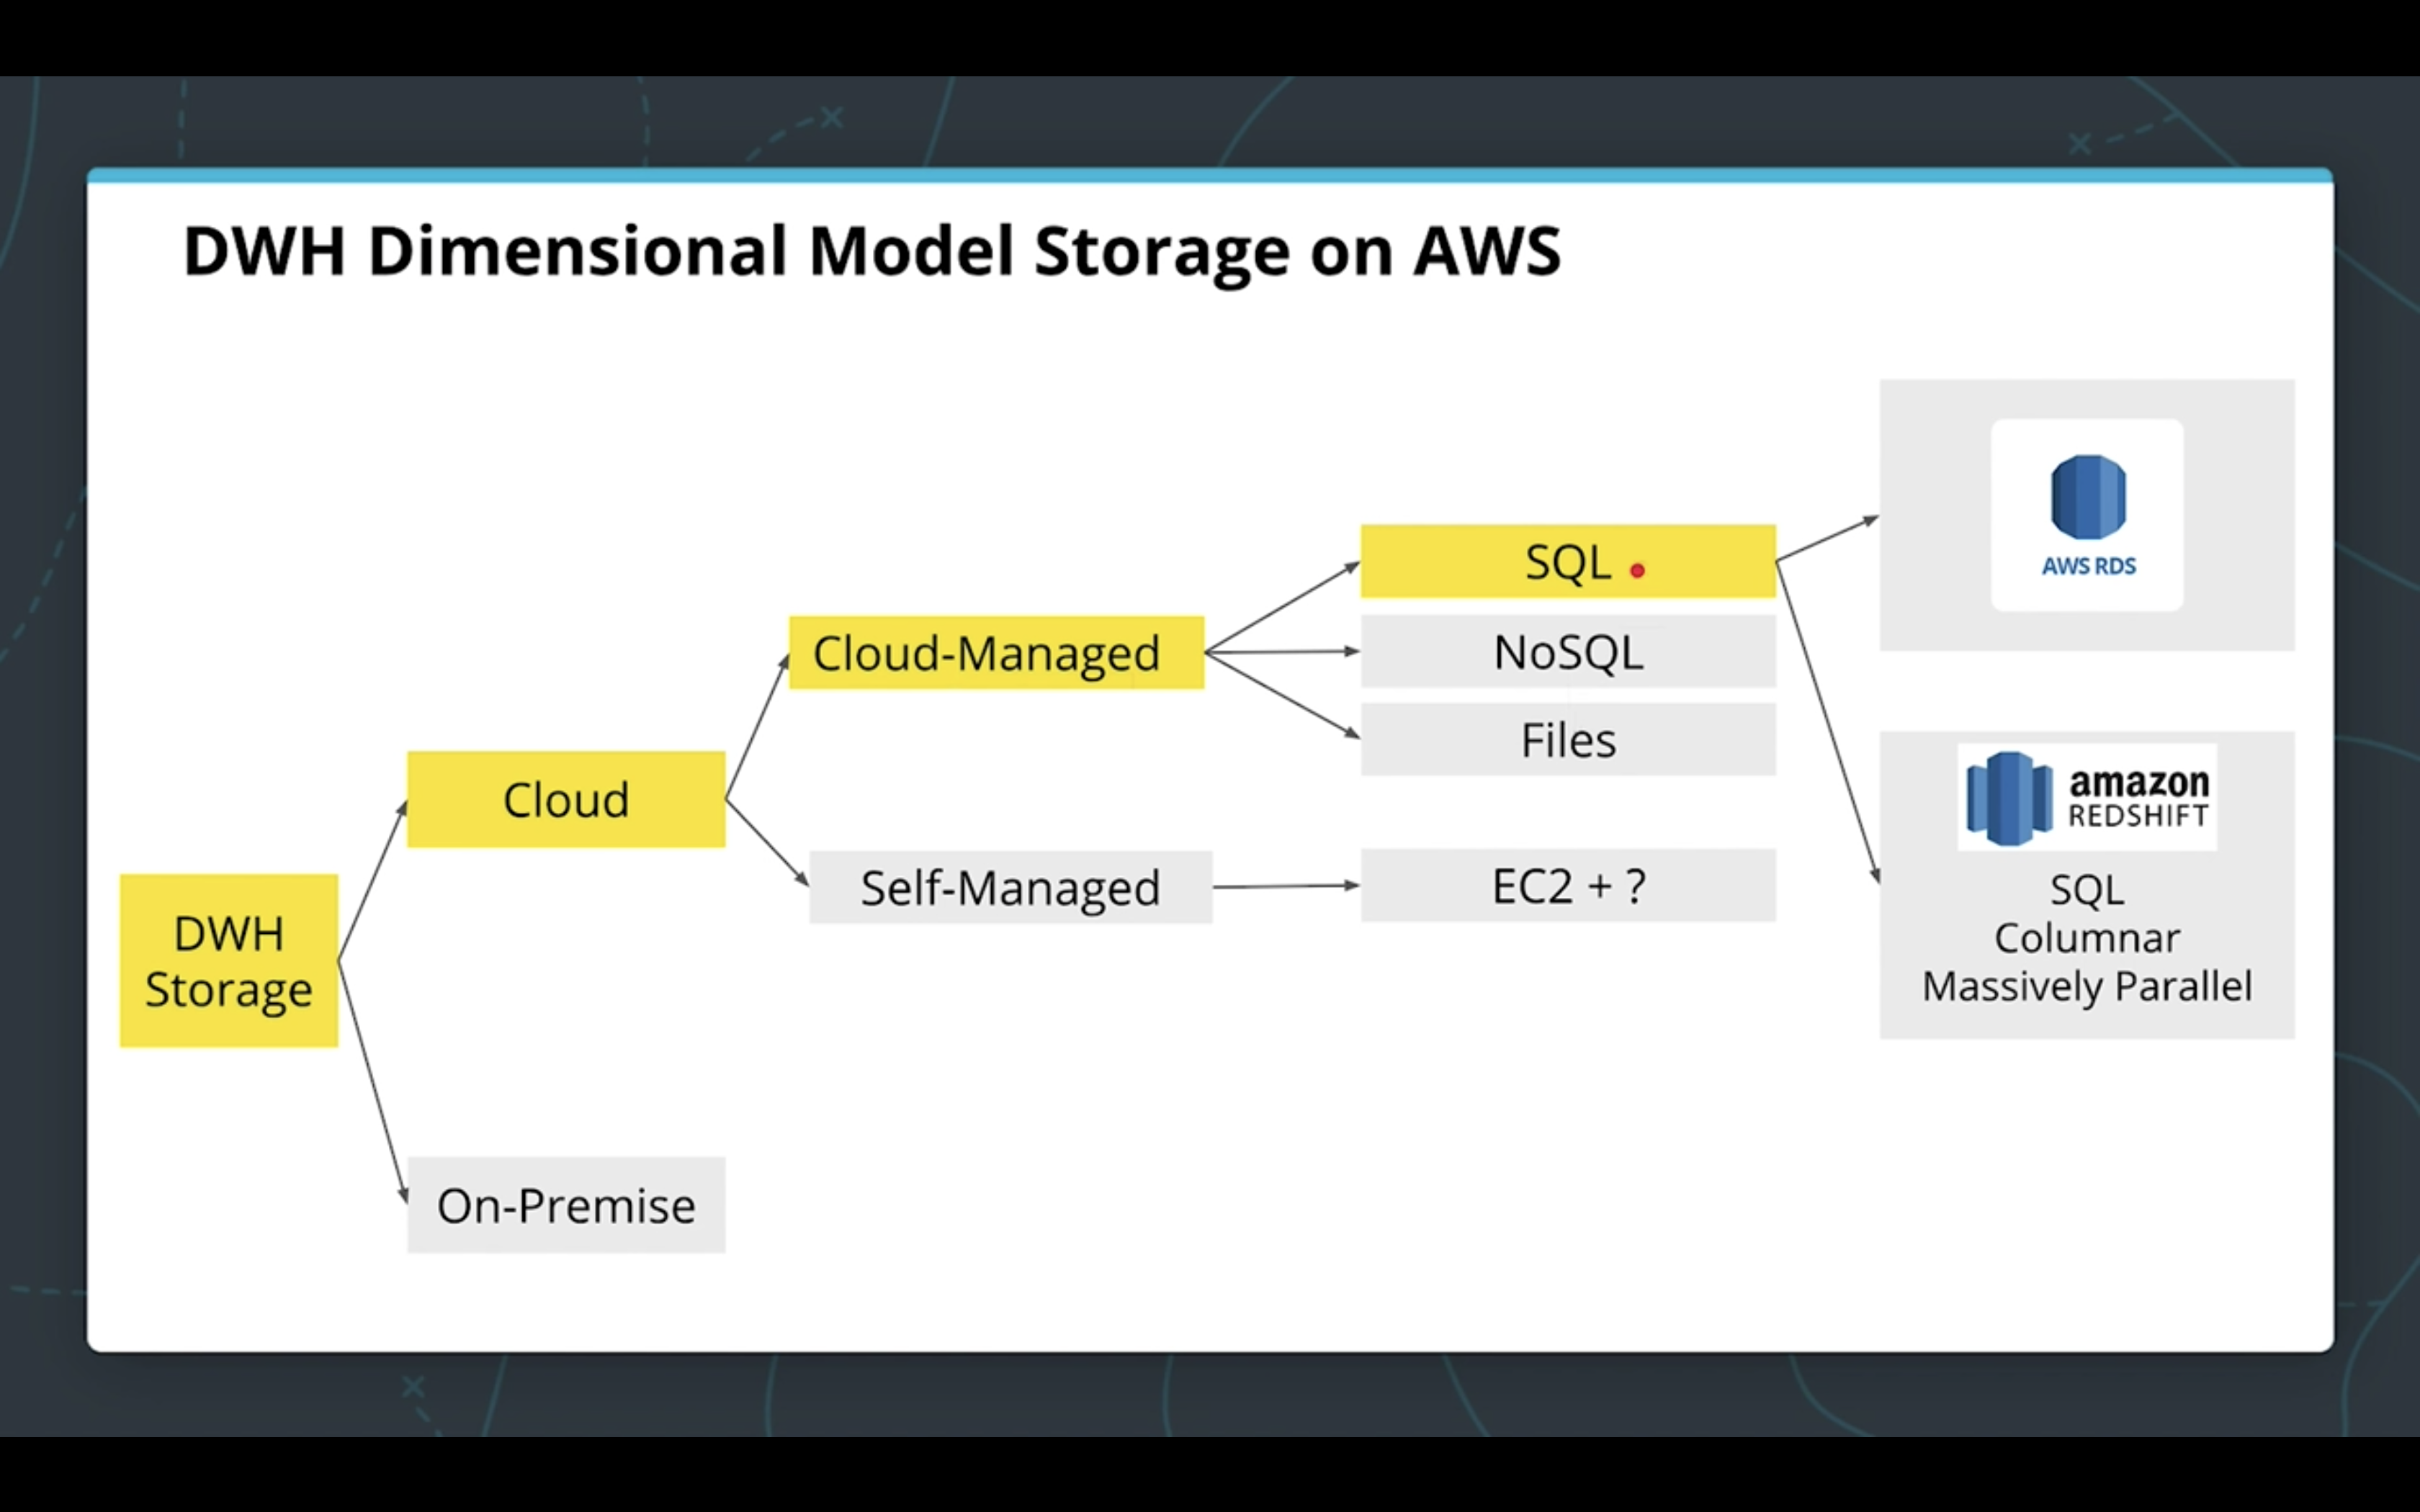 DWH Dimensional Model Storage on AWS
DWH
Storage
Cloud
On-Premise
Cloud-Managed
Self-Managed
SQL
NoSQL
Files
EC2 + ?
AWS RDS
amazon
REDSHIFT
SQL
Columnar
Massively Parallel